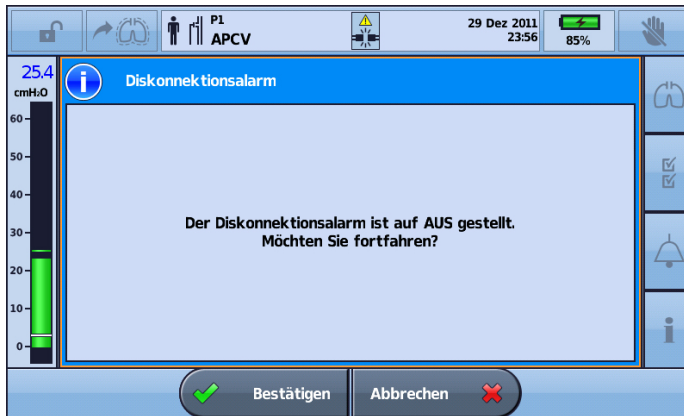 P1
APCV
29 Dez 2011
23:56
85%
25.4
cmH₂O
60
50
40
30
20
10
0
Diskonnektionsalarm
Der Diskonnektionsalarm ist auf AUS gestellt.
Möchten Sie fortfahren?
Bestätigen
Abbrechen